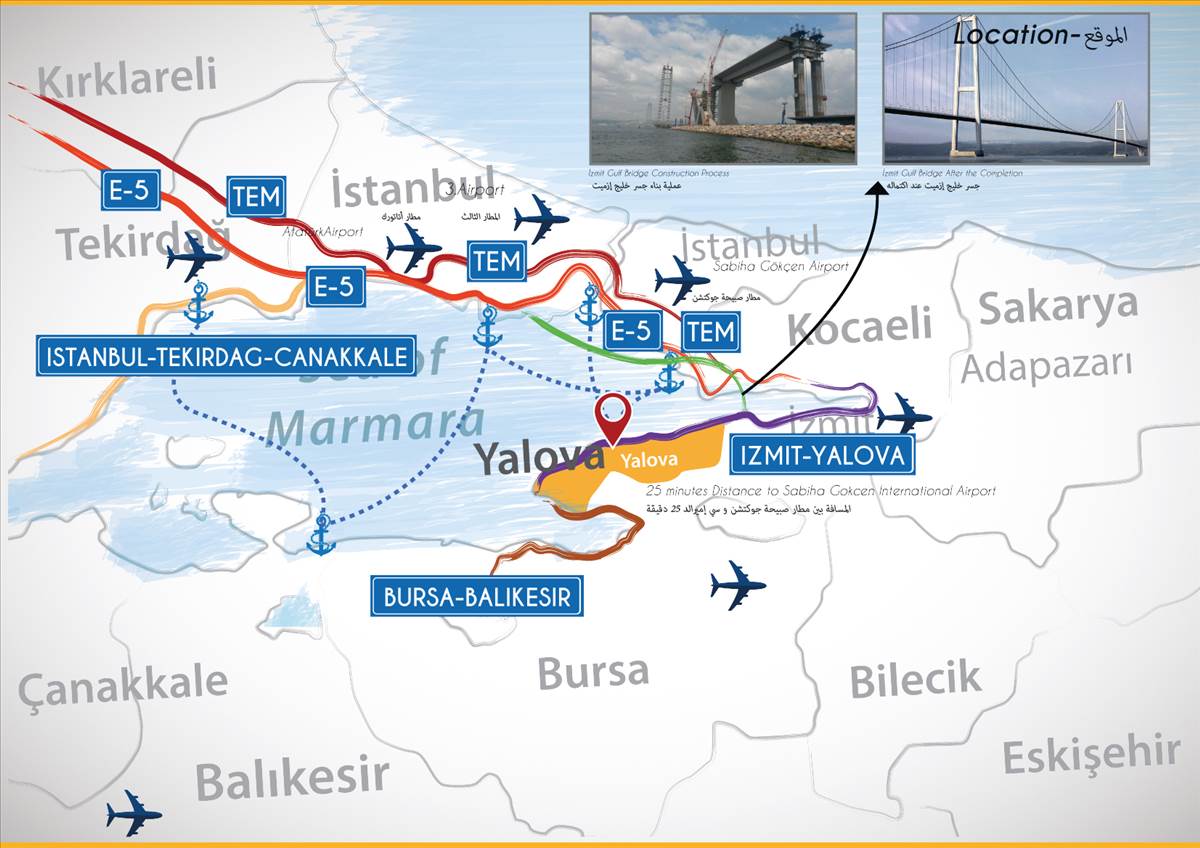 Location-الموقع
Kırklareli
Izmit Gulf Bridge Construction Process
عملية بناء جسر خليج إزميت
Izmit Gulf Bridge After the Completion
جسر خليج إزميت عند اكتماله
E-5
TEM
İstanbul
3.Airport
مطار أتاتورك
المطار الثالث
AtatürkAirport
Tekirdağ
TEM
İstanbul
Sabiha Gökçen Airport
مطار صبيحة جوكتشن
E-5
E-5
TEM
Kocaeli
Sakarya
Adapazarı
ISTANBUL-TEKIRDAG-CANAKKALE
Sea of
Marmara
İzmit
Yalova
Yalova
IZMIT-YALOVA
25 minutes Distance to Sabiha Gokcen International Airport
المسافة بين مطار صبيحة جوكتشن و سي إميرالد 25 دقيقة
BURSA-BALIKESIR
Bursa
Çanakkale
Bilecik
Balıkesir
Eskişehir